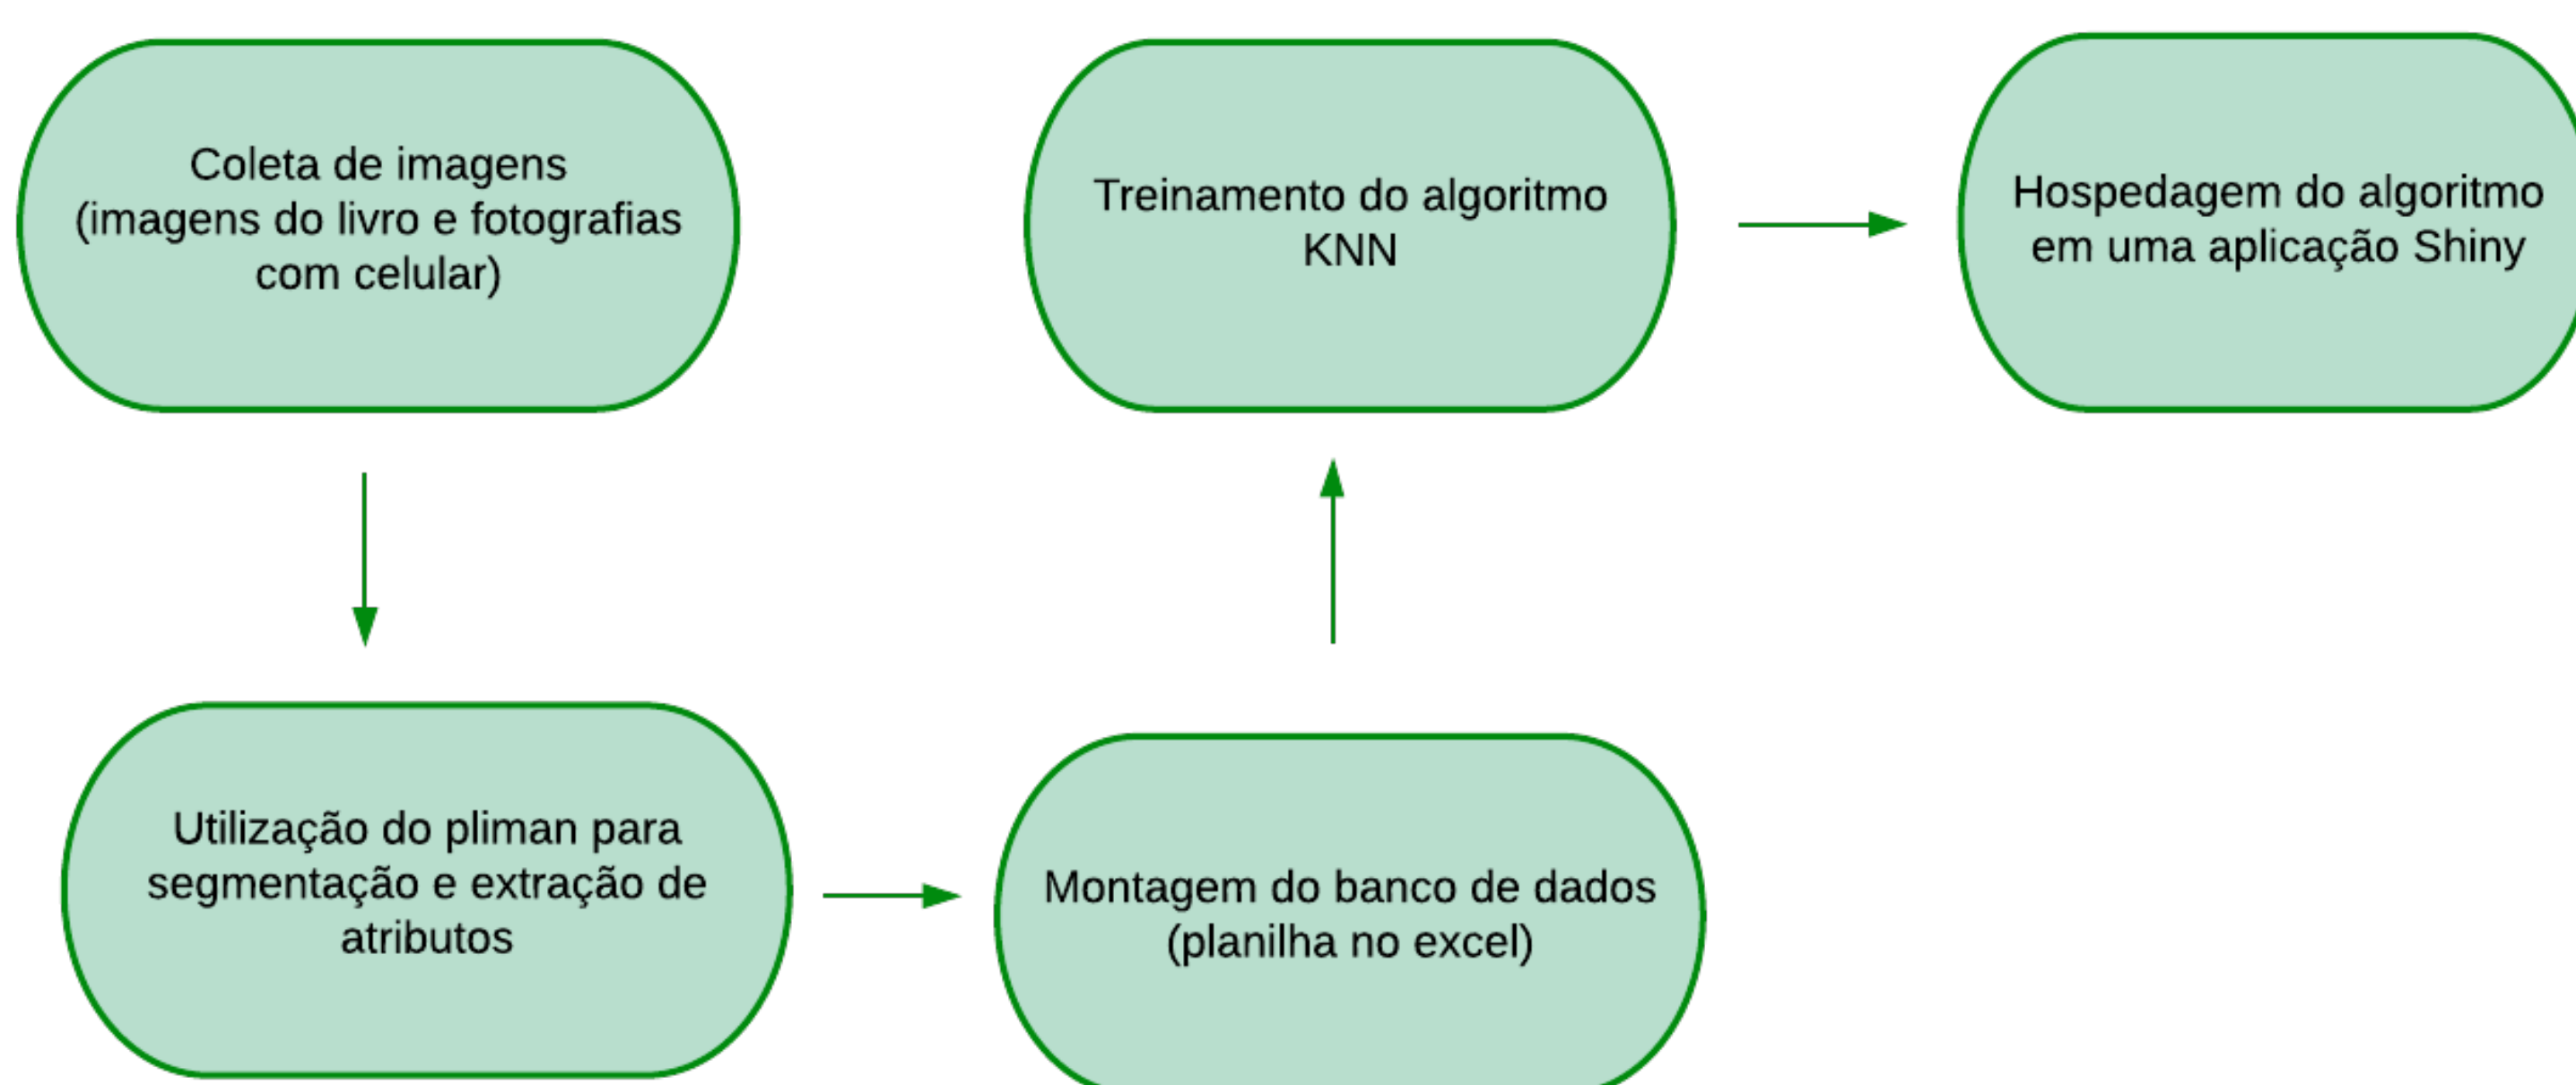 Coleta de imagens
(imagens do livro e fotografias
com celular)
Utilização do pliman para
segmentação e extração de
atributos
Montagem do banco de dados
(planilha no excel)
Treinamento do algoritmo
KNN
Hospedagem do algoritmo
em uma aplicação Shiny